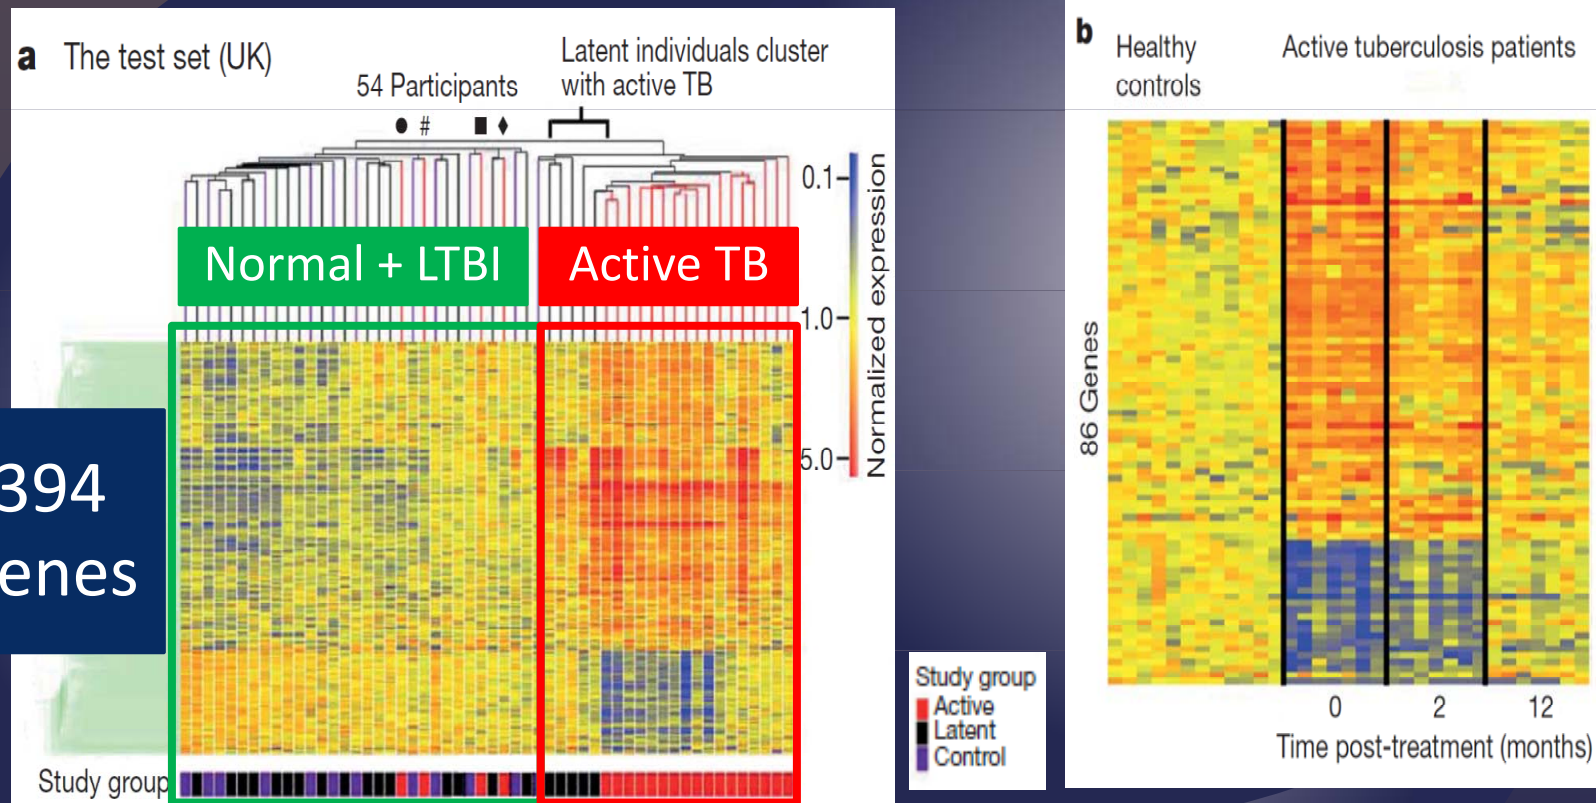 a The test set (UK)
54 Participants
Latent individuals cluster
with active TB
● # ■ ♦
Normal + LTBI
Active TB
0.1
1.0
5.0
Normalized expression
394
enes
Study group
Study group
Active
Latent
Control
b Healthy
controls
Active tuberculosis patients
86 Genes
0 2 12
Time post-treatment (months)